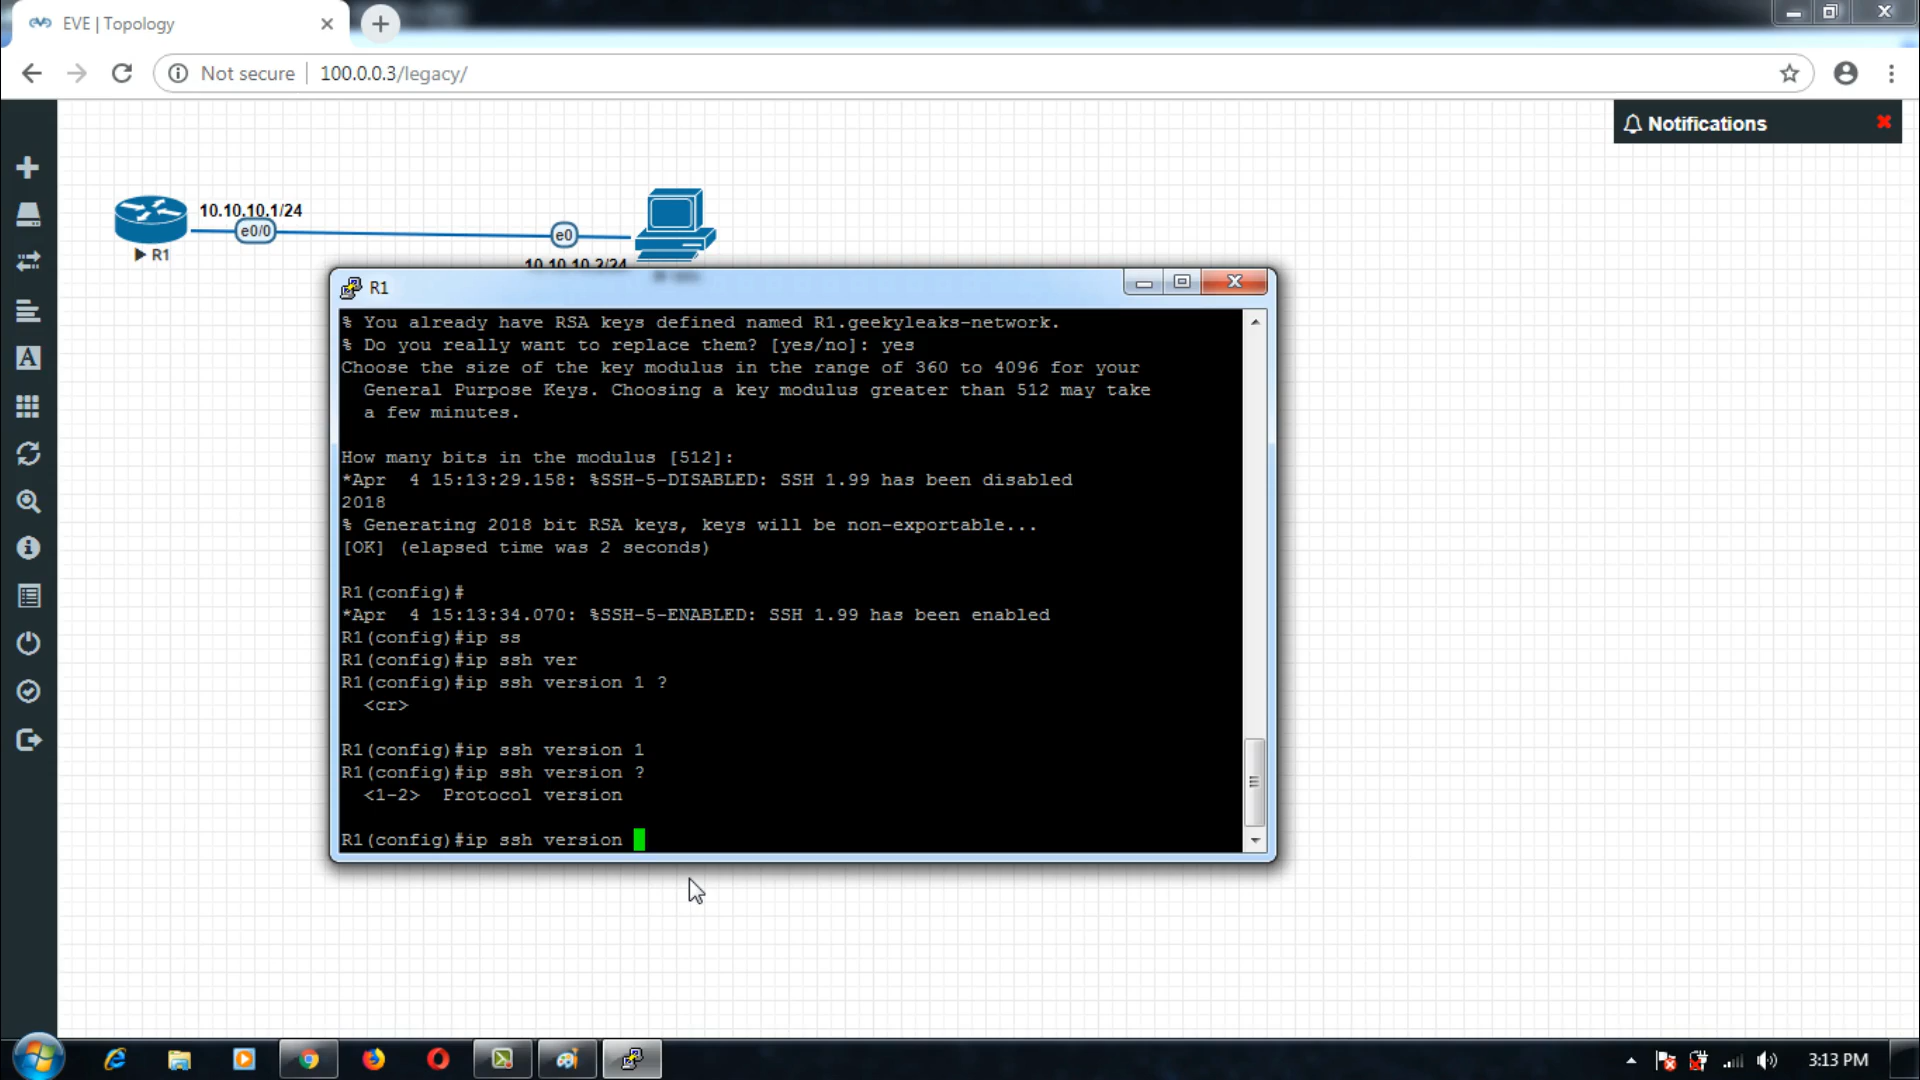 EVE | Topology
Not secure
100.0.0.3/legacy/
Notifications
10.10.10.1/24
e0/0
e0
R1
10.10.10.2/24
R1
% You already have RSA keys defined named R1.geekyleaks-network.
% Do you really want to replace them? [yes/no]: yes
Choose the size of the key modulus in the range of 360 to 4096 for your
General Purpose Keys. Choosing a key modulus greater than 512 may take
a few minutes.
How many bits in the modulus [512]:
*Apr  4 15:13:29.158: %SSH-5-DISABLED: SSH 1.99 has been disabled
2018
% Generating 2018 bit RSA keys, keys will be non-exportable...
[OK] (elapsed time was 2 seconds)
R1(config)#
*Apr  4 15:13:34.070: %SSH-5-ENABLED: SSH 1.99 has been enabled
R1(config)#ip ss
R1(config)#ip ssh ver
R1(config)#ip ssh version 1 ?
<cr>
R1(config)#ip ssh version 1
R1(config)#ip ssh version ?
<1-2>  Protocol version
R1(config)#ip ssh version
3:13 PM